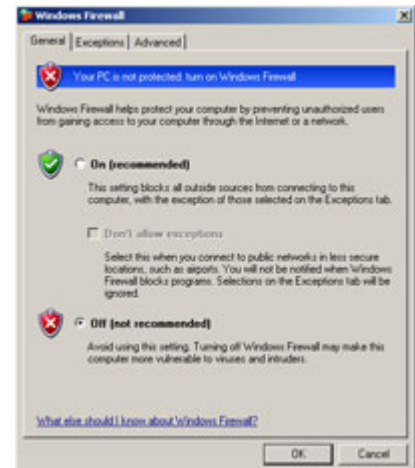 Windows Firewall
General Exceptions Advanced
Your PC is not protected: turn on Windows Firewall
Windows Firewall helps protect your computer by preventing unauthorized users
from gaining access to your computer through the Internet or a network.
On (recommended)
This setting blocks all outside sources from connecting to this
computer, with the exception of those selected on the Exceptions tab.
Don't allow exceptions
Select this when you connect to public networks in less secure
locations, such as airports. You will not be notified when Windows
Firewall blocks programs. Selections on the Exceptions tab will be
ignored.
Off (not recommended)
Avoid using this setting. Turning off Windows Firewall may make this
computer more vulnerable to viruses and intruders.
What else should I know about Windows Firewall?
OK Cancel